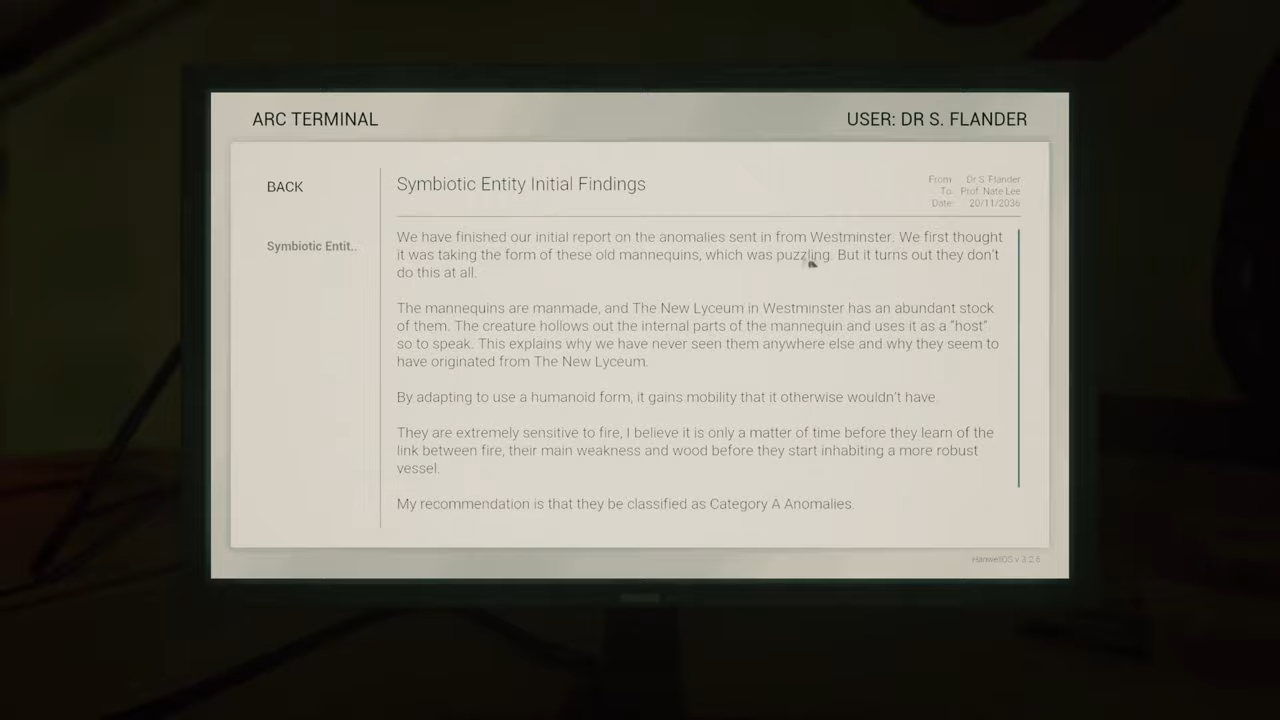 ARC TERMINAL
USER: DR S. FLANDER
BACK
Symbiotic Entit..
Symbiotic Entity Initial Findings
From: Dr S. Flander
To: Prof. Nate Lee
Date: 20/11/2036
We have finished our initial report on the anomalies sent in from Westminster. We first thought
it was taking the form of these old mannequins, which was puzzling. But it turns out they don't
do this at all.
The mannequins are manmade, and The New Lyceum in Westminster has an abundant stock
of them. The creature hollows out the internal parts of the mannequin and uses it as a "host"
so to speak. This explains why we have never seen them anywhere else and why they seem to
have originated from The New Lyceum.
By adapting to use a humanoid form, it gains mobility that it otherwise wouldn't have.
They are extremely sensitive to fire, I believe it is only a matter of time before they learn of the
link between fire, their main weakness and wood before they start inhabiting a more robust
vessel.
My recommendation is that they be classified as Category A Anomalies.
HanwellOS v 3.2.6